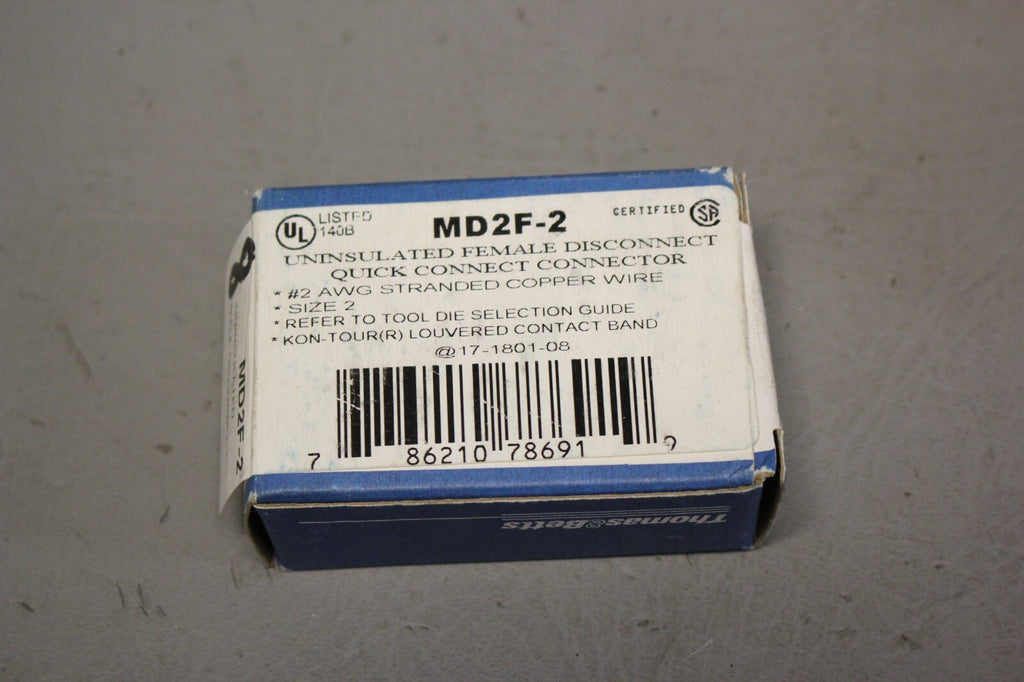 UL LISTED
140B
MD2F-2
CERTIFIED SA
UNINSULATED FEMALE DISCONNECT
QUICK CONNECT CONNECTOR
* #2 AWG STRANDED COPPER WIRE
* SIZE 2
* REFER TO TOOL DIE SELECTION GUIDE
* KON-TOUR(R) LOUVERED CONTACT BAND
@17-1801-08
7 86210 78691 9
MD2F-2
Thomas&Betts